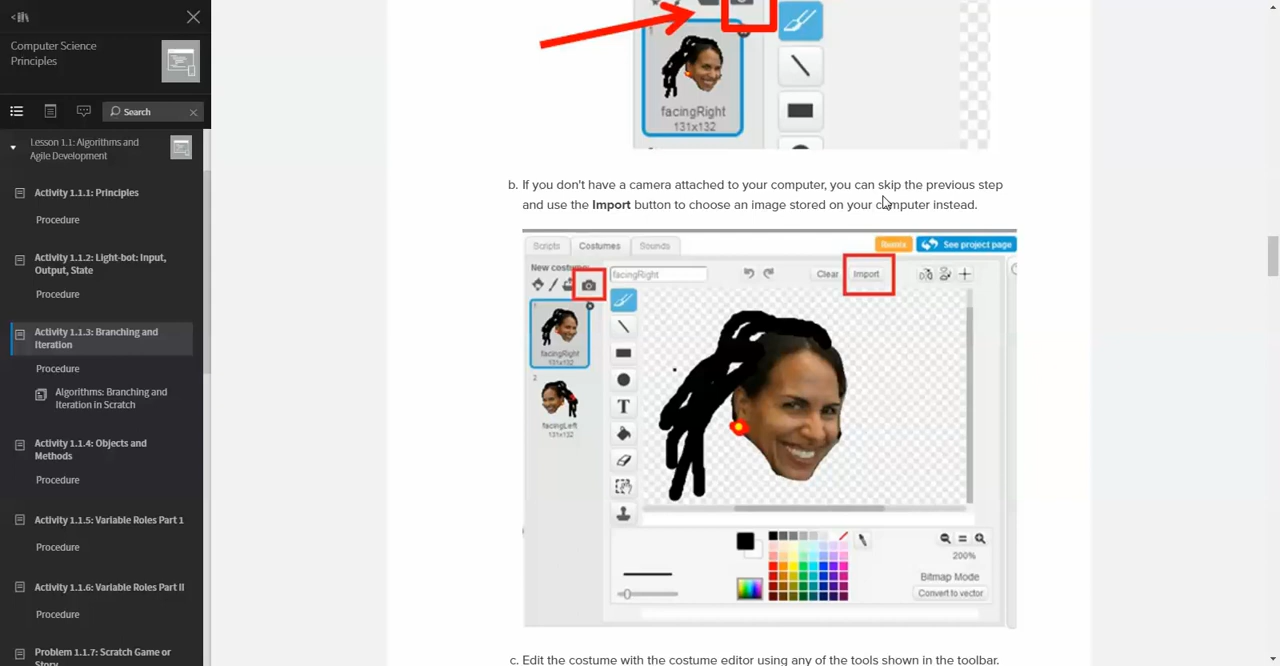 Computer Science
Principles
Search
Lesson 1.1: Algorithms and
Agile Development
Activity 1.1.1: Principles
Procedure
Activity 1.1.2: Light-bot: Input,
Output, State
Procedure
Activity 1.1.3: Branching and
Iteration
Procedure
Algorithms: Branching and
Iteration in Scratch
Activity 1.1.4: Objects and
Methods
Procedure
Activity 1.1.5: Variable Roles Part 1
Procedure
Activity 1.1.6: Variable Roles Part II
Procedure
Problem 1.1.7: Scratch Game or
Story
1
facingRight
131x132
b. If you don't have a camera attached to your computer, you can skip the previous step
and use the Import button to choose an image stored on your computer instead.
Scripts Costumes Sounds
Remix See project page
New costume:
facingRight
Clear Import
1
facingRight
131x132
2
facingLeft
131x132
T
200%
Bitmap Mode
Convert to vector
c. Edit the costume with the costume editor using any of the tools shown in the toolbar.